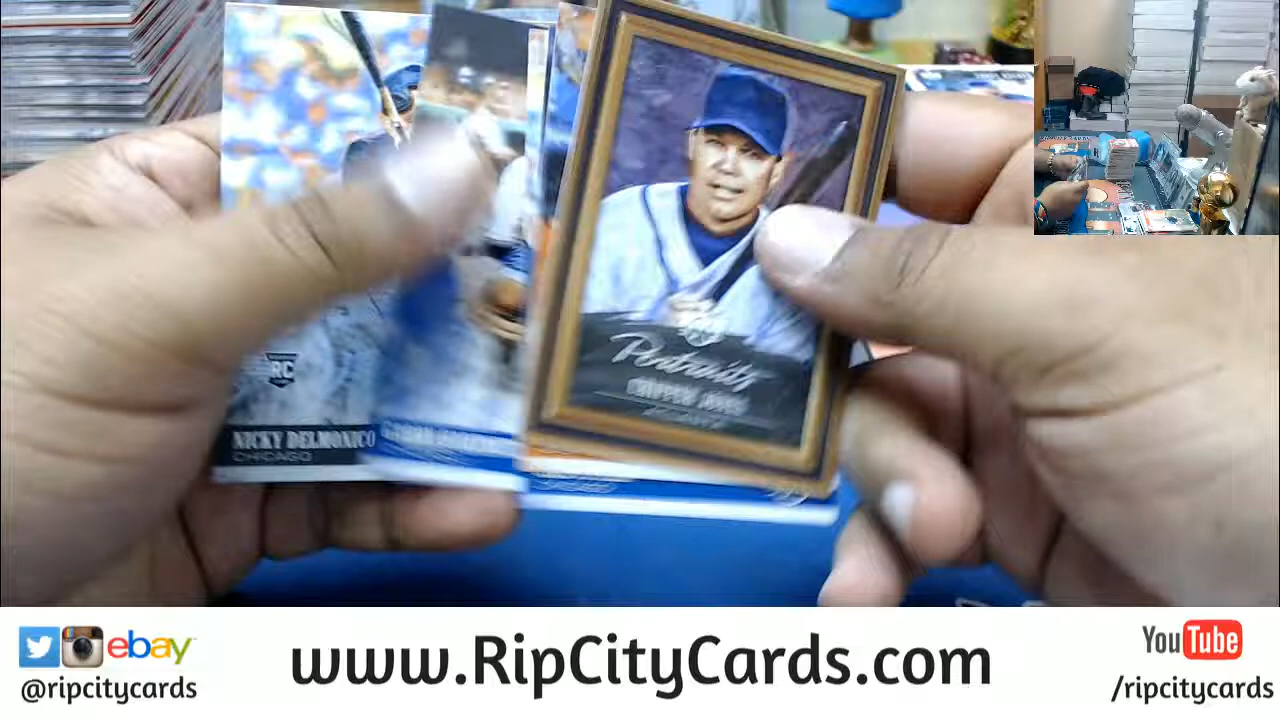 RC
NICKY DELMONICO
CHICAGO
Portraits
CHIPPER JONES
ebay
@ripcitycards
www.RipCityCards.com
YouTube
/ripcitycards